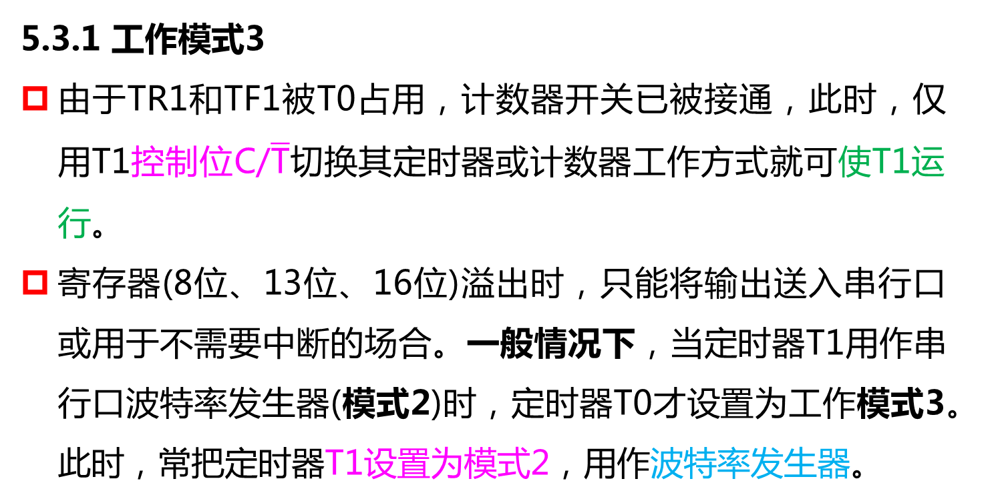 5.3.1 工作模式3
由于TR1和TF1被T0占用，计数器开关已被接通，此时，仅
用T1控制位C/T̅切换其定时器或计数器工作方式就可使T1运
行。
寄存器(8位、13位、16位)溢出时，只能将输出送入串行口
或用于不需要中断的场合。一般情况下，当定时器T1用作串
行口波特率发生器(模式2)时，定时器T0才设置为工作模式3。
此时，常把定时器T1设置为模式2，用作波特率发生器。